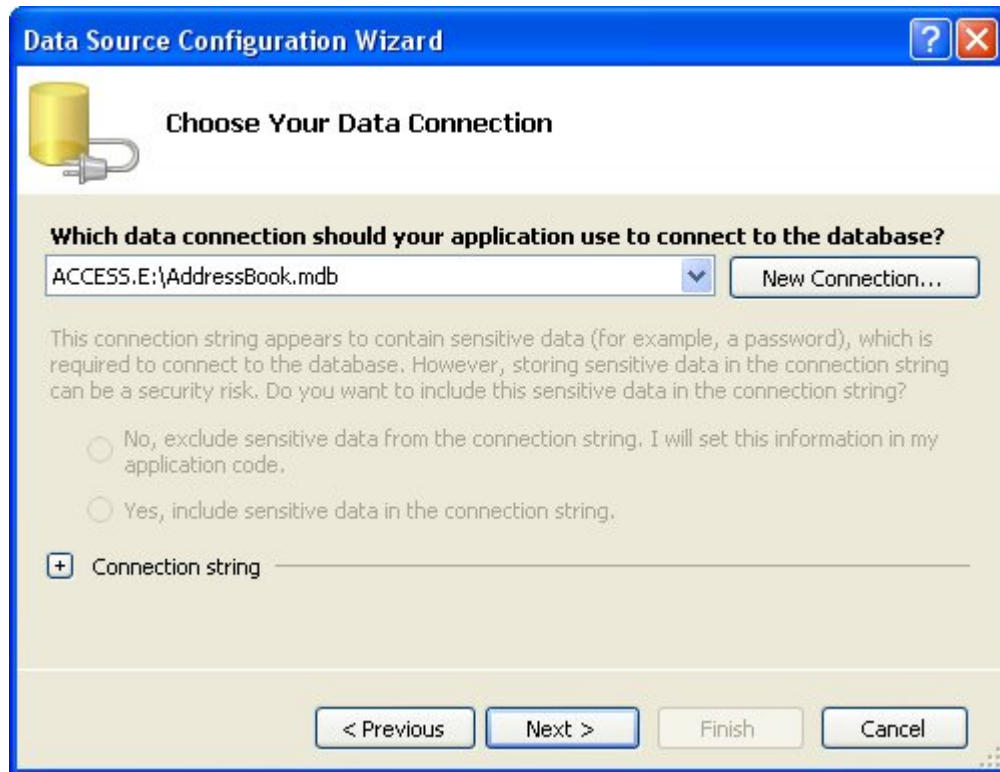 Data Source Configuration Wizard
Choose Your Data Connection
Which data connection should your application use to connect to the database?
ACCESS.E:\AddressBook.mdb
New Connection...
This connection string appears to contain sensitive data (for example, a password), which is
required to connect to the database. However, storing sensitive data in the connection string
can be a security risk. Do you want to include this sensitive data in the connection string?
No, exclude sensitive data from the connection string. I will set this information in my
application code.
Yes, include sensitive data in the connection string.
Connection string
< Previous
Next >
Finish
Cancel